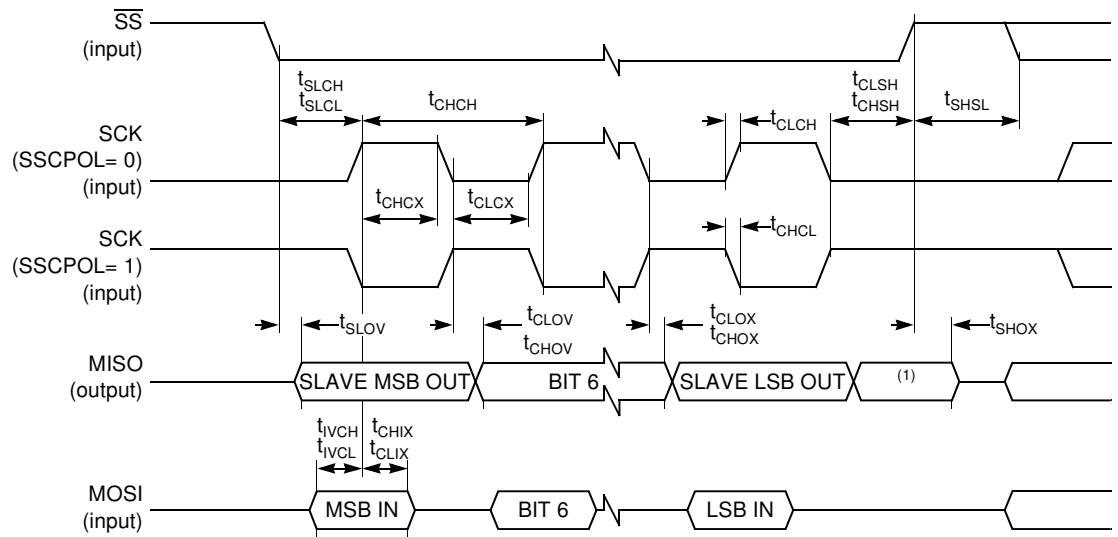 SS
(input)
tSLCH
tSLCL
tCHCH
tCLCH
tCLSH
tCHSH
tSHSL
SCK
(SSCPOL= 0)
(input)
tCHCX
tCLCX
tCHCL
SCK
(SSCPOL= 1)
(input)
tSLOV
tCLOV
tCHOV
tCLOX
tCHOX
tSHOX
MISO
(output)
SLAVE MSB OUT
BIT 6
SLAVE LSB OUT
(1)
tIVCH
tIVCL
tCHIX
tCLIX
MOSI
(input)
MSB IN
BIT 6
LSB IN